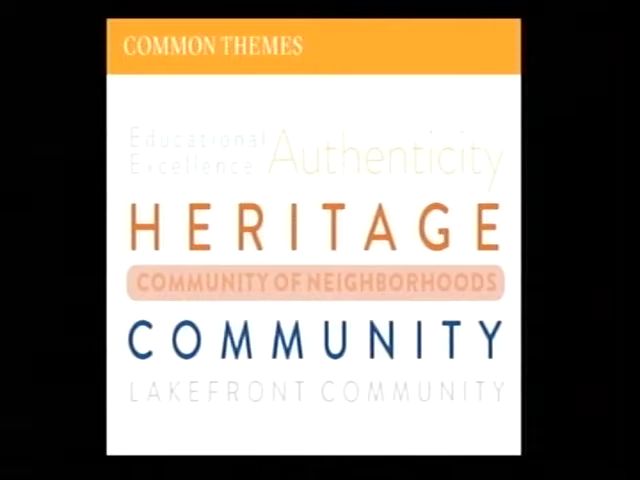 COMMON THEMES
Educational
Excellence
Authenticity
HERITAGE
COMMUNITY OF NEIGHBORHOODS
COMMUNITY
LAKEFRONT COMMUNITY